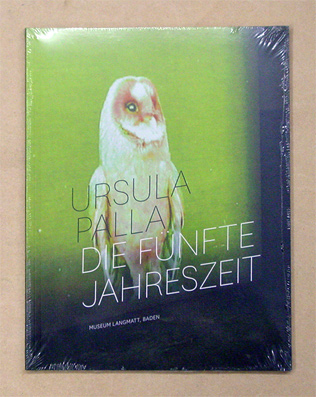 URSULA
PALLA
DIE FÜNFTE
JAHRESZEIT
MUSEUM LANGMATT, BADEN